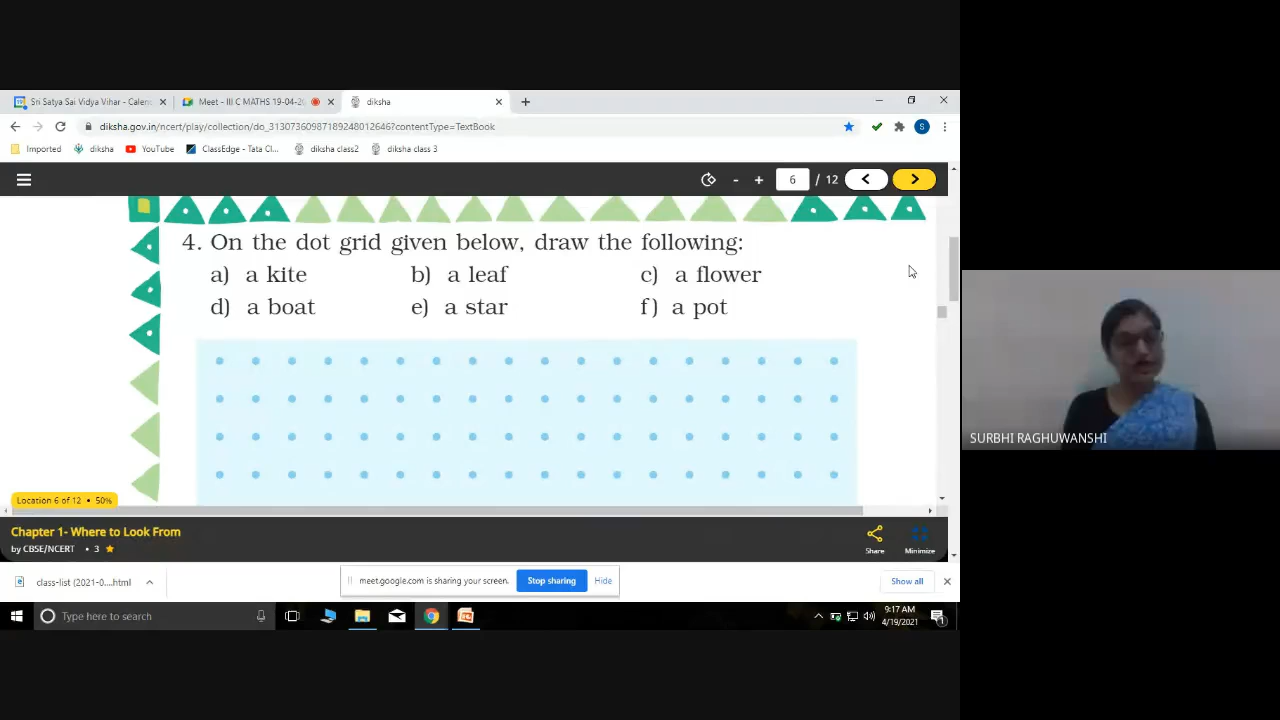 Sri Satya Sai Vidya Vihar - Calend
Meet - III C MATHS 19-04-20
diksha
diksha.gov.in/ncert/play/collection/do_31307360987189248012646?contentType=TextBook
Imported
diksha
YouTube
ClassEdge - Tata Cl...
diksha class2
diksha class 3
- + 6 / 12
4. On the dot grid given below, draw the following:
a) a kite b) a leaf c) a flower
d) a boat e) a star f) a pot
SURBHI RAGHUWANSHI
Location 6 of 12 • 50%
Chapter 1- Where to Look From
by CBSE/NCERT • 3
Share
Minimize
class-list (2021-0....html
meet.google.com is sharing your screen.
Stop sharing
Hide
Show all
Type here to search
9:17 AM
4/19/2021